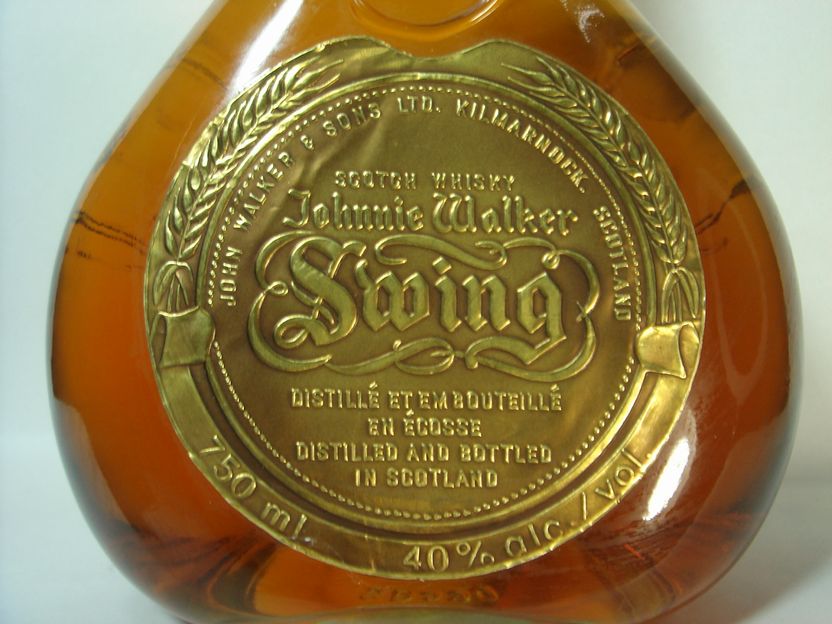 JOHN WALKER & SONS LTD. KILMARNOCK. SCOTLAND
SCOTCH WHISKY
Johnnie Walker
Swing
DISTILLÉ ET EMBOUTEILLÉ
EN ÉCOSSE
DISTILLED AND BOTTLED
IN SCOTLAND
750 ml. 40% alc./vol.